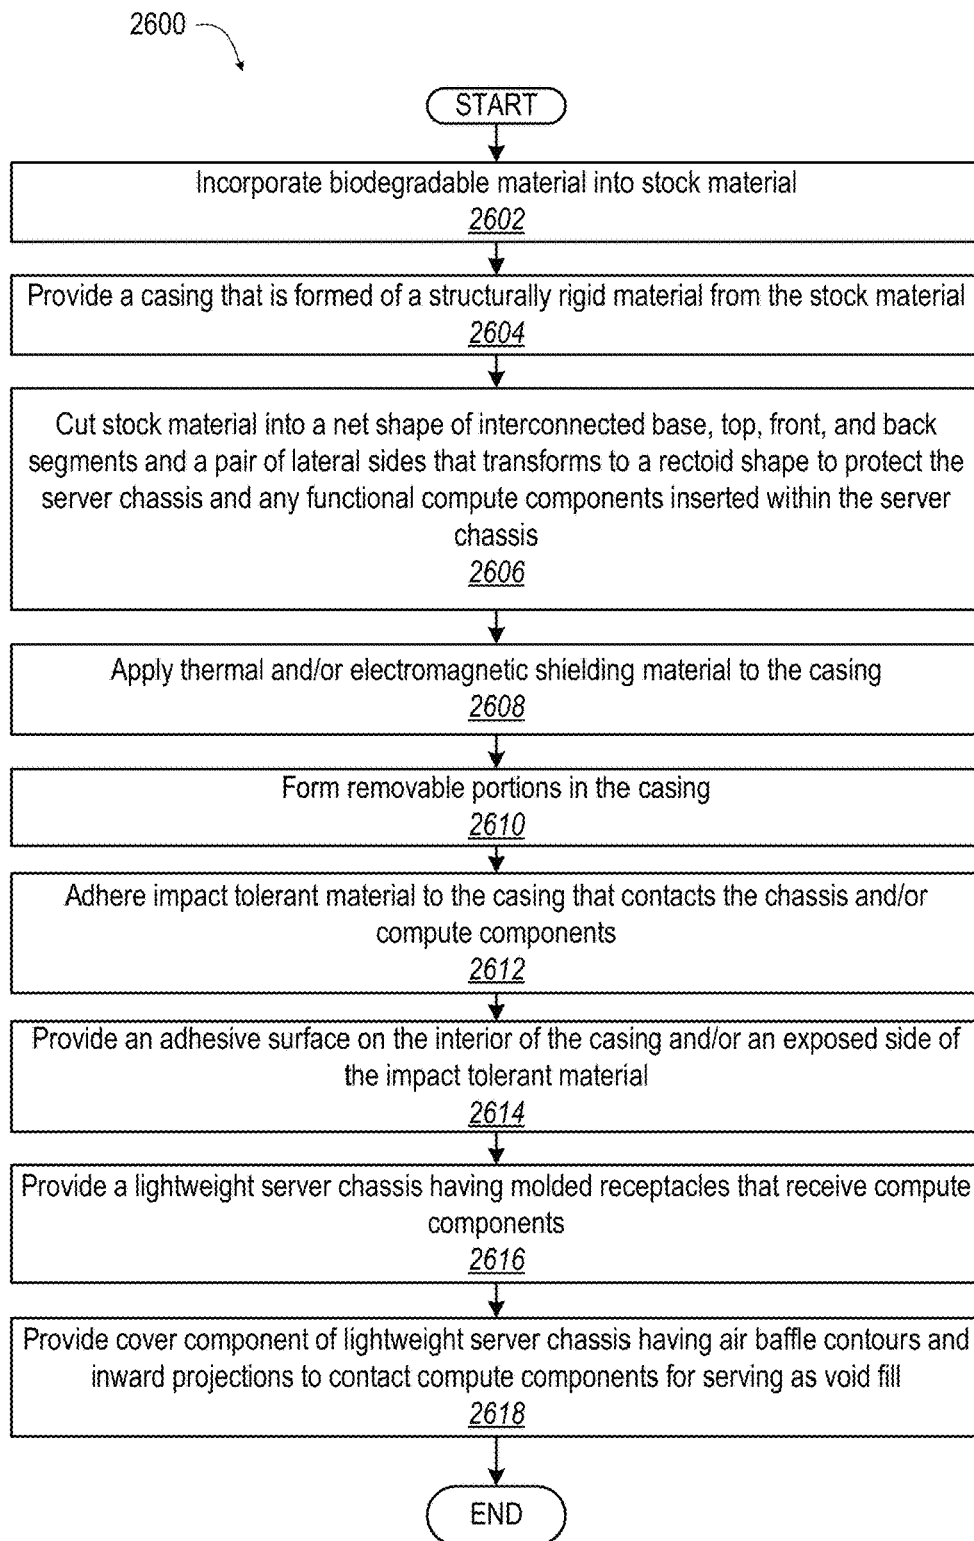 2600
START
Incorporate biodegradable material into stock material
2602
Provide a casing that is formed of a structurally rigid material from the stock material
2604
Cut stock material into a net shape of interconnected base, top, front, and back
segments and a pair of lateral sides that transforms to a rectoid shape to protect the
server chassis and any functional compute components inserted within the server
chassis
2606
Apply thermal and/or electromagnetic shielding material to the casing
2608
Form removable portions in the casing
2610
Adhere impact tolerant material to the casing that contacts the chassis and/or
compute components
2612
Provide an adhesive surface on the interior of the casing and/or an exposed side of
the impact tolerant material
2614
Provide a lightweight server chassis having molded receptacles that receive compute
components
2616
Provide cover component of lightweight server chassis having air baffle contours and
inward projections to contact compute components for serving as void fill
2618
END